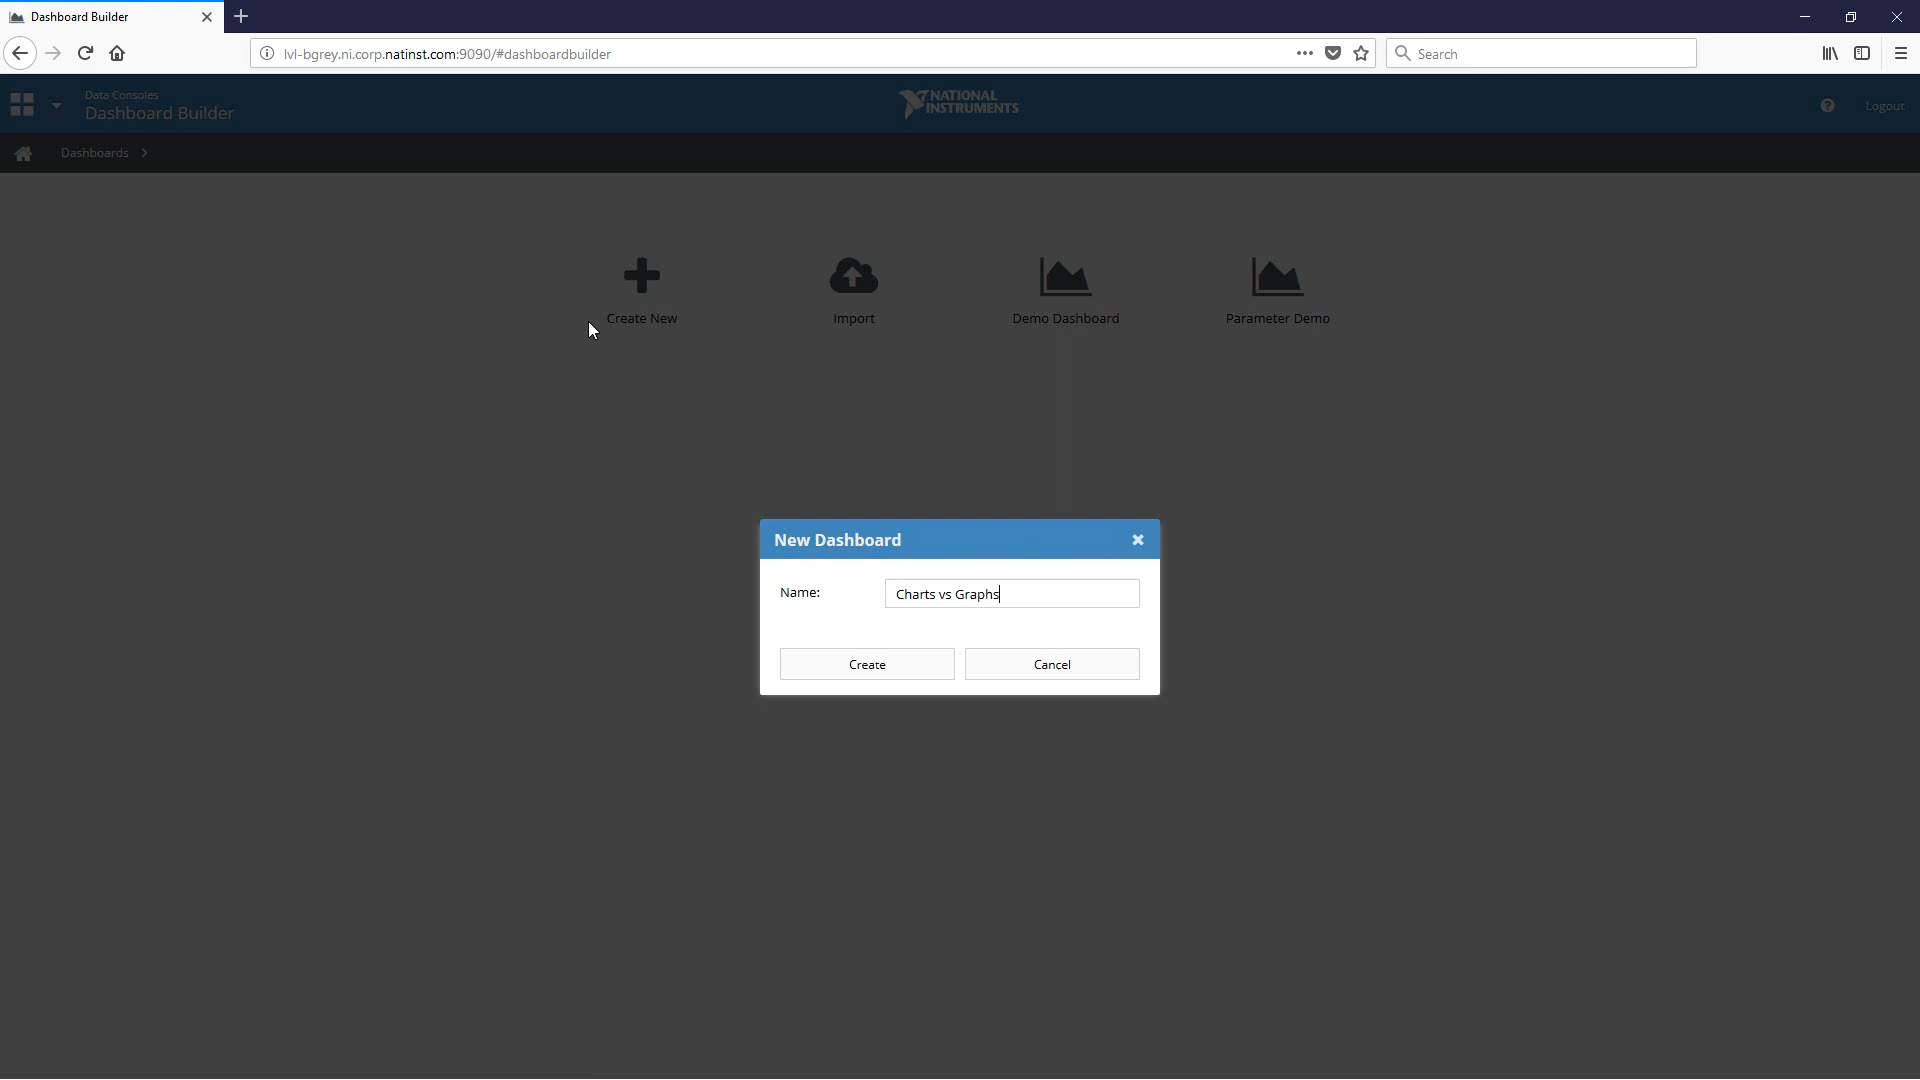 Dashboard Builder
lvl-bgrey.ni.corp.natinst.com:9090/#dashboardbuilder
Search
Data Consoles
Dashboard Builder
NATIONAL
INSTRUMENTS
Logout
Dashboards
Create New
Import
Demo Dashboard
Parameter Demo
New Dashboard
Name:
Charts vs Graphs
Create
Cancel